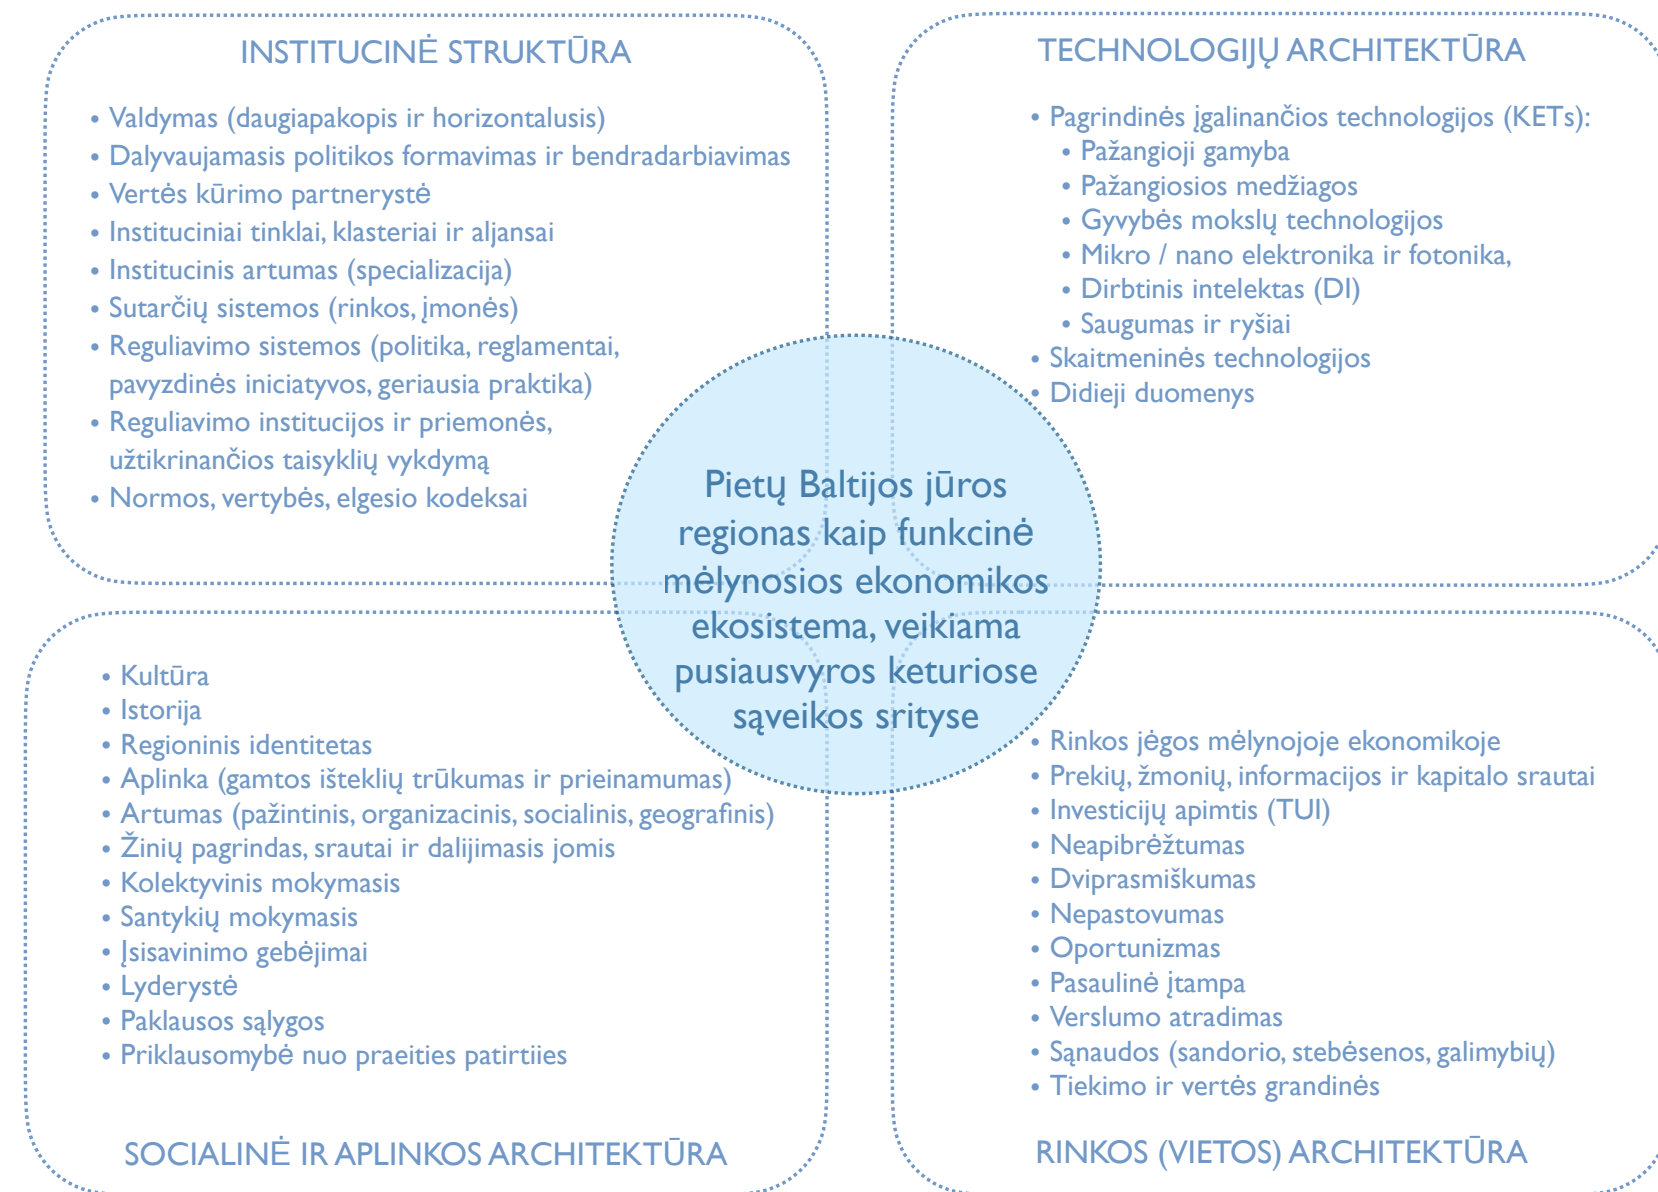 INSTITUCINĖ STRUKTŪRA
• Valdymas (daugiapakopis ir horizontalusis)
• Dalyvaujamasis politikos formavimas ir bendradarbiavimas
• Vertės kūrimo partnerystė
• Instituciniai tinklai, klasteriai ir aljansai
• Institucinis artumas (specializacija)
• Sutarčių sistemos (rinkos, įmonės)
• Reguliavimo sistemos (politika, reglamentai,
pavyzdinės iniciatyvos, geriausia praktika)
• Reguliavimo institucijos ir priemonės,
užtikrinančios taisyklių vykdymą
• Normos, vertybės, elgesio kodeksai
TECHNOLOGIJŲ ARCHITEKTŪRA
• Pagrindinės įgalinančios technologijos (KETs):
• Pažangioji gamyba
• Pažangiosios medžiagos
• Gyvybės mokslų technologijos
• Mikro / nano elektronika ir fotonika,
• Dirbtinis intelektas (DI)
• Saugumas ir ryšiai
• Skaitmeninės technologijos
• Didieji duomenys
Pietų Baltijos jūros
regionas kaip funkcinė
mėlynosios ekonomikos
ekosistema, veikiama
pusiausvyros keturiose
sąveikos srityse
• Kultūra
• Istorija
• Regioninis identitetas
• Aplinka (gamtos išteklių trūkumas ir prieinamumas)
• Artumas (pažintinis, organizacinis, socialinis, geografinis)
• Žinių pagrindas, srautai ir dalijimasis jomis
• Kolektyvinis mokymasis
• Santykių mokymasis
• Įsisavinimo gebėjimai
• Lyderystė
• Paklausos sąlygos
• Priklausomybė nuo praeities patirtiies
SOCIALINĖ IR APLINKOS ARCHITEKTŪRA
• Rinkos jėgos mėlynojoje ekonomikoje
• Prekių, žmonių, informacijos ir kapitalo srautai
• Investicijų apimtis (TUI)
• Neapibrėžtumas
• Dviprasmiškumas
• Nepastovumas
• Oportunizmas
• Pasaulinė įtampa
• Verslumo atradimas
• Sąnaudos (sandorio, stebėsenos, galimybių)
• Tiekimo ir vertės grandinės
RINKOS (VIETOS) ARCHITEKTŪRA